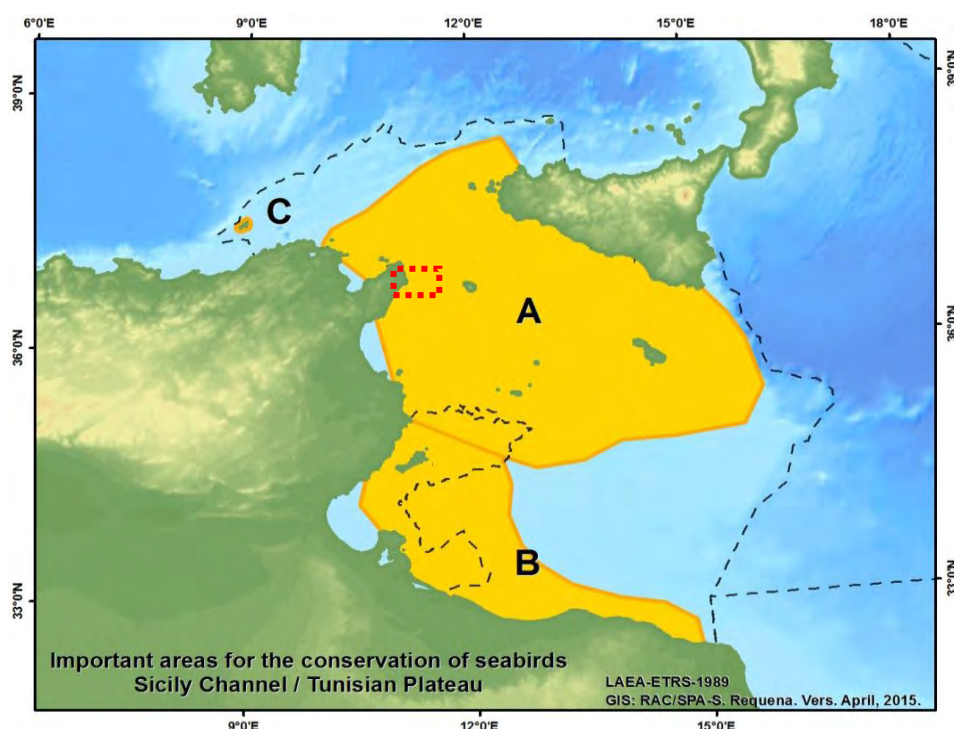 6°0'E 9°0'E 12°0'E 15°0'E 18°0'E
39°0'N
39°0'N
C
A
36°0'N
36°0'N
B
33°0'N
33°0'N
Important areas for the conservation of seabirds
Sicily Channel / Tunisian Plateau
LAEA-ETRS-1989
GIS: RAC/SPA-S. Requena. Vers. April, 2015.
9°0'E 12°0'E 15°0'E